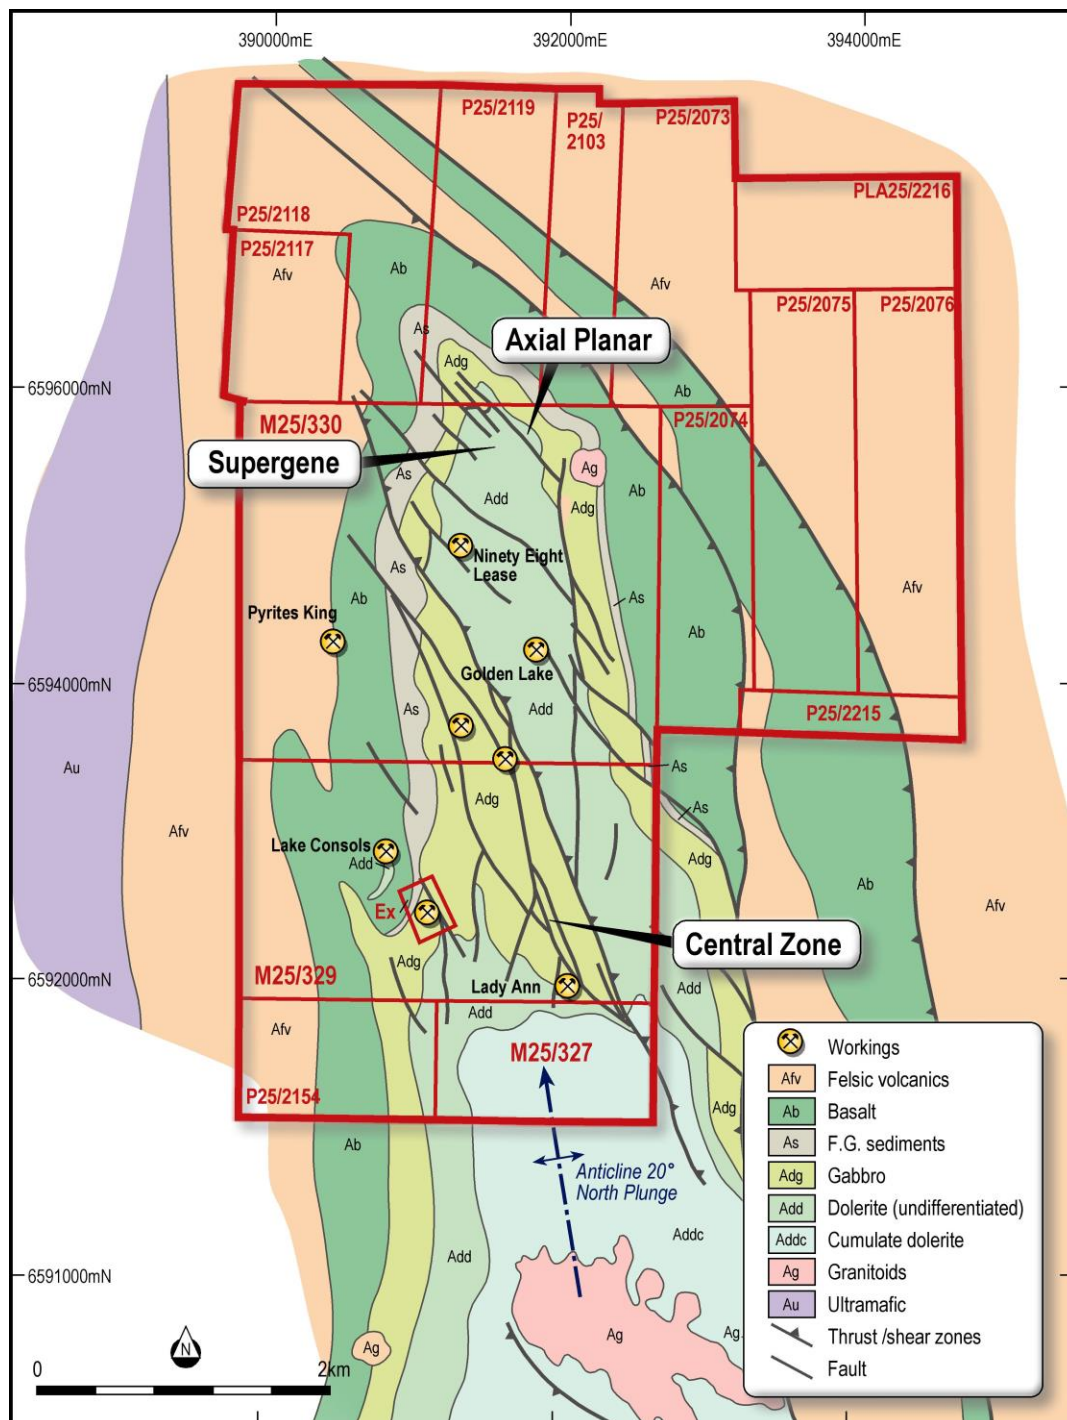 390000mE
392000mE
394000mE
P25/2119
P25/
2103
P25/2073
PLA25/2216
P25/2118
P25/2117
Afv
Ab
Afv
P25/2075
P25/2076
As
Axial Planar
Adg
6596000mN
Ab
M25/330
P25/2074
Supergene
As
Ag
Ab
Add
Adg
Ninety Eight
Lease
As
Ab
As
Afv
Pyrites King
Ab
Golden Lake
6594000mN
As
Add
P25/2215
Au
As
Adg
As
Afv
Lake Consols
Add
Adg
Ab
Ex
Afv
Central Zone
Adg
M25/329
Lady Ann
Add
Add
Afv
M25/327
P25/2154
Adg
Ab
Anticline 20°
North Plunge
Add
Addc
6591000mN
Ag
Ag
Ag
6592000mN
N
0
2km
Workings
Afv
Felsic volcanics
Ab
Basalt
As
F.G. sediments
Adg
Gabbro
Add
Dolerite (undifferentiated)
Addc
Cumulate dolerite
Ag
Granitoids
Au
Ultramafic
Thrust /shear zones
Fault